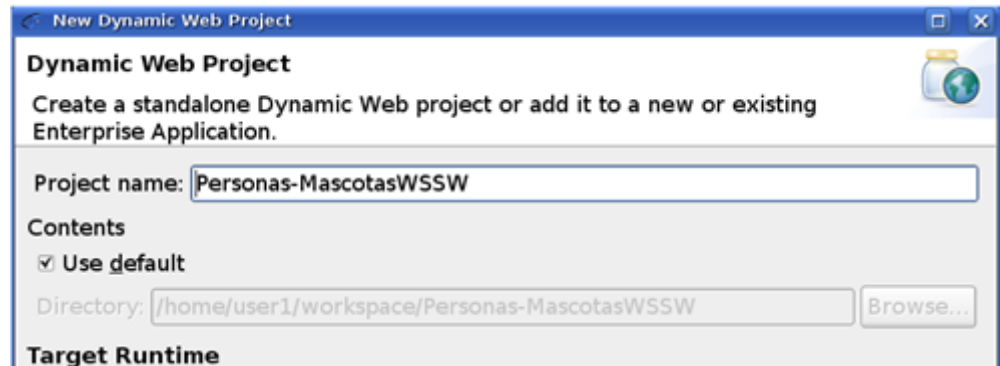 New Dynamic Web Project
Dynamic Web Project
Create a standalone Dynamic Web project or add it to a new or existing
Enterprise Application.
Project name: Personas-MascotasWSSW
Contents
Use default
Directory: /home/user1/workspace/Personas-MascotasWSSW Browse...
Target Runtime